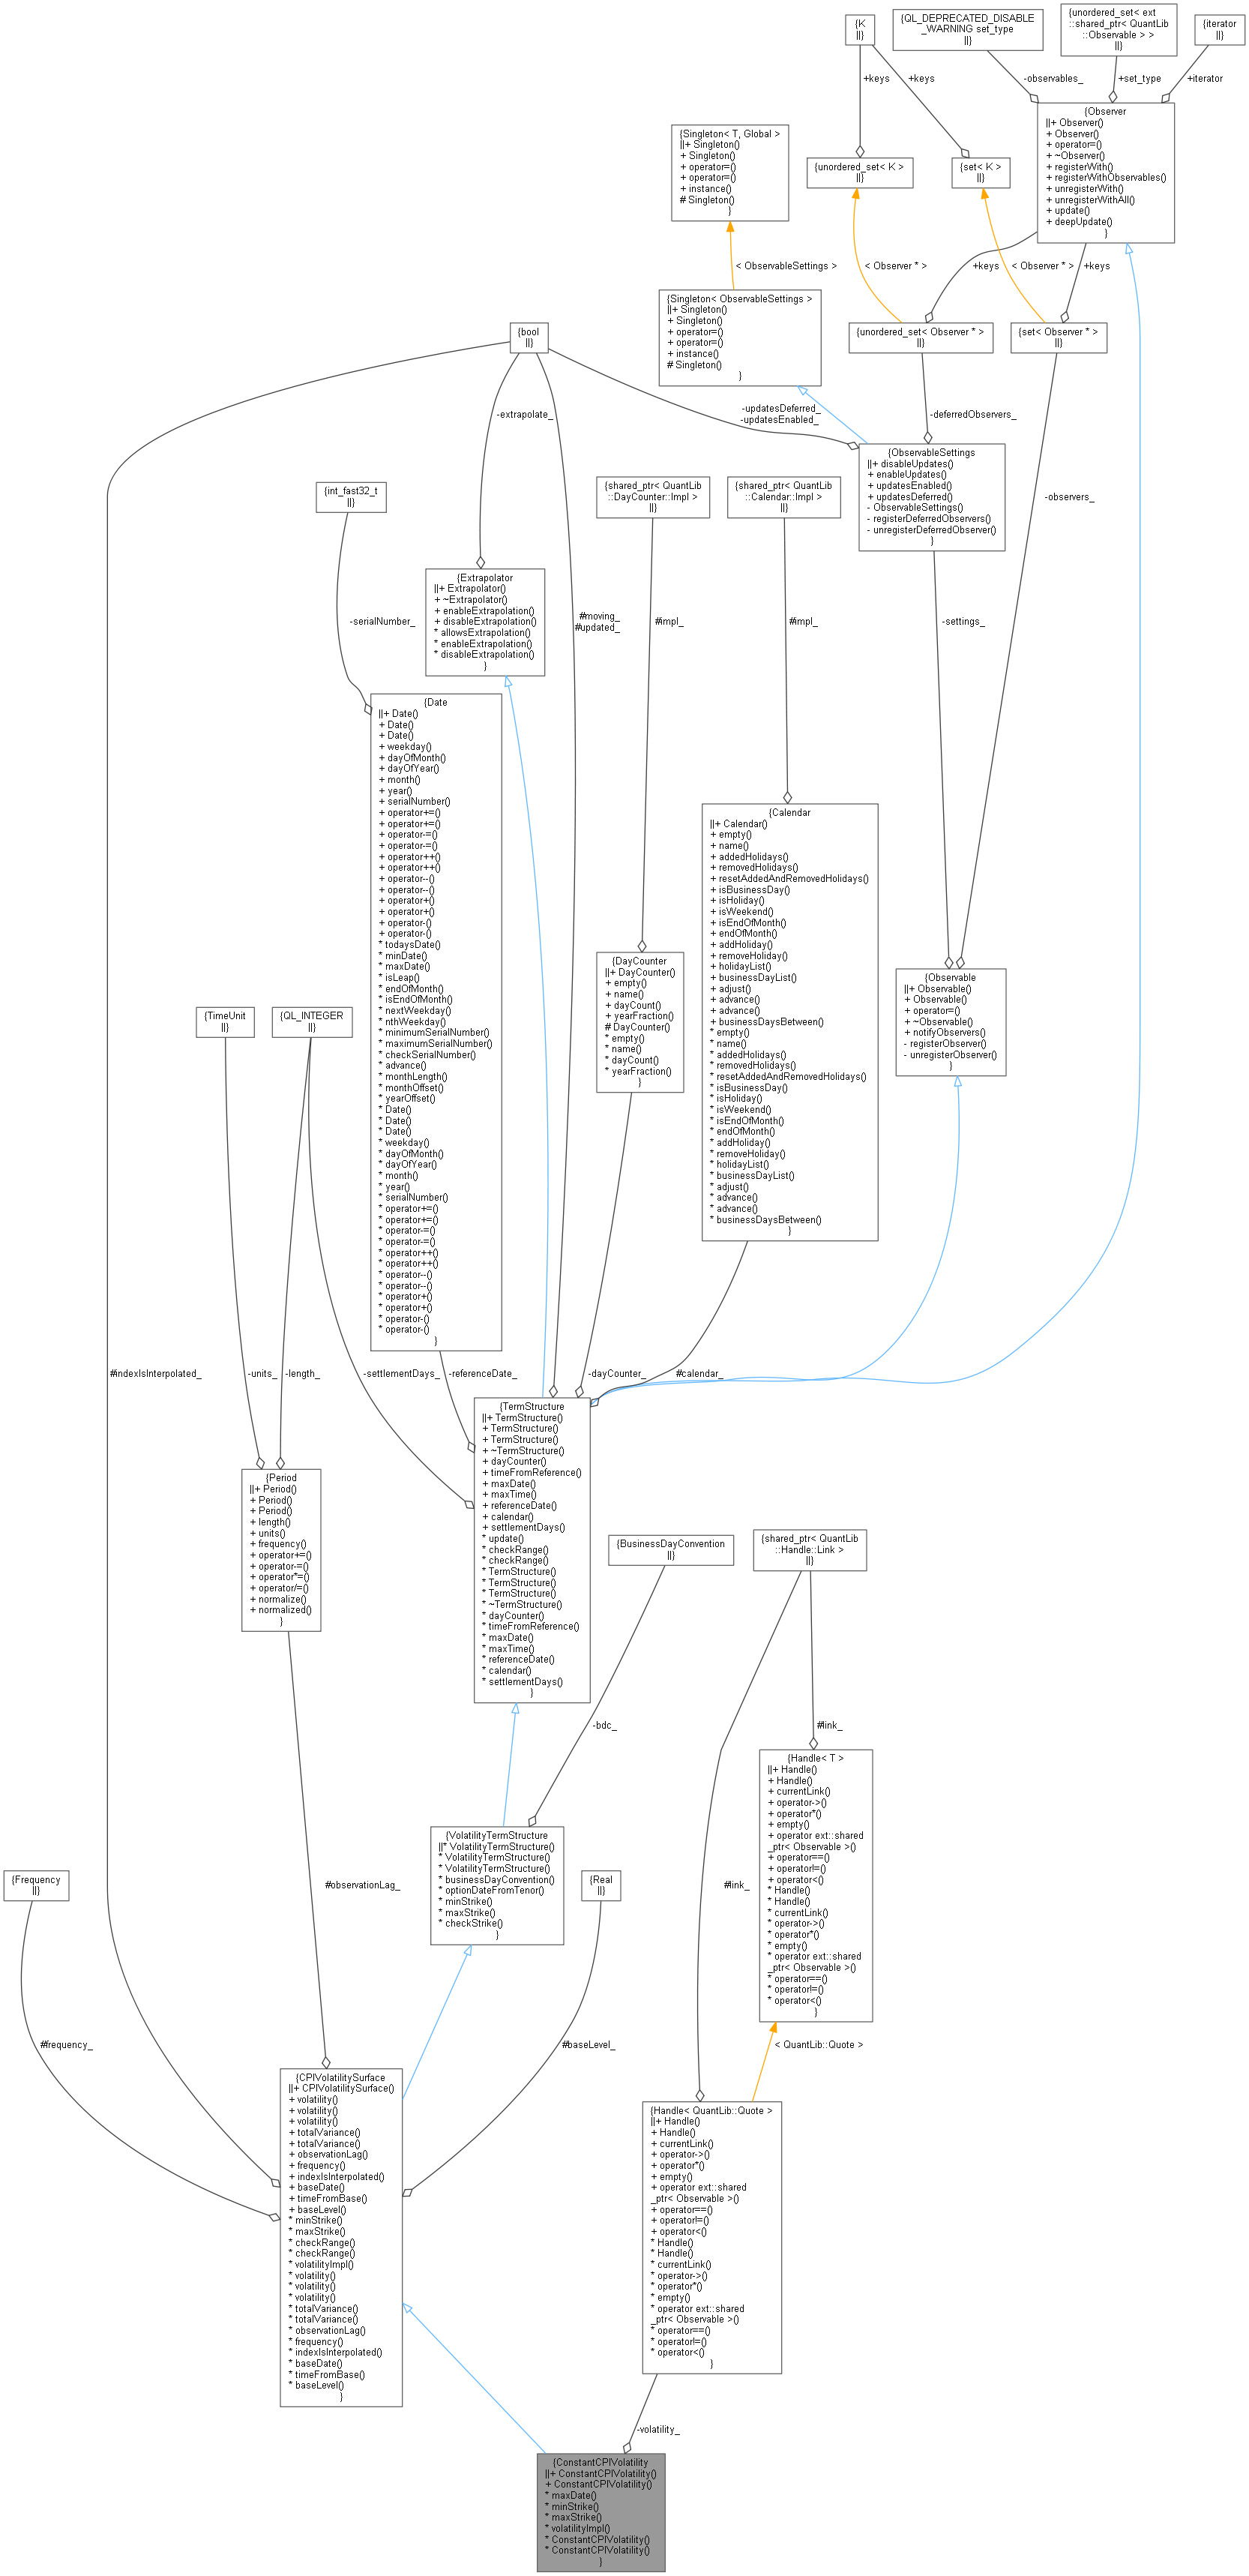 {K
||}
{QL_DEPRECATED_DISABLE
_WARNING set_type
||}
{unordered_set< ext
::shared_ptr< QuantLib
::Observable > >
||}
{iterator
||}
+keys
+keys
-observables_
+set_type
+iterator
{Singleton< T, Global >
||+ Singleton()
+ Singleton()
+ operator=()
+ operator=()
+ instance()
# Singleton()
}
{unordered_set< K >
||}
{set< K >
||}
{Observer
||+ Observer()
+ Observer()
+ operator=()
+ ~Observer()
+ registerWith()
+ registerWithObservables()
+ unregisterWith()
+ unregisterWithAll()
+ update()
+ deepUpdate()
}
< ObservableSettings >
< Observer * >
+keys
< Observer * >
+keys
{Singleton< ObservableSettings >
||+ Singleton()
+ Singleton()
+ operator=()
+ operator=()
+ instance()
# Singleton()
}
{bool
||}
{unordered_set< Observer * >
||}
{set< Observer * >
||}
-extrapolate_
-updatesDeferred_
-updatesEnabled_
-deferredObservers_
{int_fast32_t
||}
{shared_ptr< QuantLib
::DayCounter::Impl >
||}
{shared_ptr< QuantLib
::Calendar::Impl >
||}
{ObservableSettings
||+ disableUpdates()
+ enableUpdates()
+ updatesEnabled()
+ updatesDeferred()
- ObservableSettings()
- registerDeferredObservers()
- unregisterDeferredObserver()
}
-observers_
{Extrapolator
||+ Extrapolator()
+ ~Extrapolator()
+ enableExtrapolation()
+ disableExtrapolation()
* allowsExtrapolation()
* enableExtrapolation()
* disableExtrapolation()
}
-serialNumber_
#moving_
#updated_
#impl_
#impl_
-settings_
{Date
||+ Date()
+ Date()
+ Date()
+ weekday()
+ dayOfMonth()
+ dayOfYear()
+ month()
+ year()
+ serialNumber()
+ operator+=()
+ operator+=()
+ operator-=()
+ operator-=()
+ operator++()
+ operator++()
+ operator--()
+ operator--()
+ operator+()
+ operator+()
+ operator-()
+ operator-()
* todaysDate()
* minDate()
* maxDate()
* isLeap()
* endOfMonth()
* isEndOfMonth()
* nextWeekday()
* nthWeekday()
* minimumSerialNumber()
* maximumSerialNumber()
* checkSerialNumber()
* advance()
* monthLength()
* monthOffset()
* yearOffset()
* Date()
* Date()
* Date()
* weekday()
* dayOfMonth()
* dayOfYear()
* month()
* year()
* serialNumber()
* operator+=()
* operator+=()
* operator-=()
* operator-=()
* operator++()
* operator++()
* operator--()
* operator--()
* operator+()
* operator+()
* operator-()
* operator-()
}
{Calendar
||+ Calendar()
+ empty()
+ name()
+ addedHolidays()
+ removedHolidays()
+ resetAddedAndRemovedHolidays()
+ isBusinessDay()
+ isHoliday()
+ isWeekend()
+ isEndOfMonth()
+ endOfMonth()
+ addHoliday()
+ removeHoliday()
+ holidayList()
+ businessDayList()
+ adjust()
+ advance()
+ advance()
+ businessDaysBetween()
* empty()
* name()
* addedHolidays()
* removedHolidays()
* resetAddedAndRemovedHolidays()
* isBusinessDay()
* isHoliday()
* isWeekend()
* isEndOfMonth()
* endOfMonth()
* addHoliday()
* removeHoliday()
* holidayList()
* businessDayList()
* adjust()
* advance()
* advance()
* businessDaysBetween()
}
{DayCounter
||+ DayCounter()
+ empty()
+ name()
+ dayCount()
+ yearFraction()
# DayCounter()
* empty()
* name()
* dayCount()
* yearFraction()
}
{Observable
||+ Observable()
+ Observable()
+ operator=()
+ ~Observable()
+ notifyObservers()
- registerObserver()
- unregisterObserver()
}
{TimeUnit
||}
{QL_INTEGER
||}
#indexIsInterpolated_
-units_
-length_
-settlementDays_
-referenceDate_
-dayCounter_
#calendar_
{TermStructure
||+ TermStructure()
+ TermStructure()
+ TermStructure()
+ ~TermStructure()
+ dayCounter()
+ timeFromReference()
+ maxDate()
+ maxTime()
+ referenceDate()
+ calendar()
+ settlementDays()
* update()
* checkRange()
* checkRange()
* TermStructure()
* TermStructure()
* TermStructure()
* ~TermStructure()
* dayCounter()
* timeFromReference()
* maxDate()
* maxTime()
* referenceDate()
* calendar()
* settlementDays()
}
{Period
||+ Period()
+ Period()
+ Period()
+ length()
+ units()
+ frequency()
+ operator+=()
+ operator-=()
+ operator*=()
+ operator/=()
+ normalize()
+ normalized()
}
{BusinessDayConvention
||}
{shared_ptr< QuantLib
::Handle::Link >
||}
-bdc_
#link_
{Handle< T >
||+ Handle()
+ Handle()
+ currentLink()
+ operator->()
+ operator*()
+ empty()
+ operator ext::shared
_ptr< Observable >()
+ operator==()
+ operator!=()
+ operator<()
* Handle()
* Handle()
* currentLink()
* operator->()
* operator*()
* empty()
* operator ext::shared
_ptr< Observable >()
* operator==()
* operator!=()
* operator<()
}
{VolatilityTermStructure
||* VolatilityTermStructure()
* VolatilityTermStructure()
* VolatilityTermStructure()
* businessDayConvention()
* optionDateFromTenor()
* minStrike()
* maxStrike()
* checkStrike()
}
{Frequency
||}
{Real
||}
#observationLag_
#link_
#frequency_
#baseLevel_
< QuantLib::Quote >
{CPIVolatilitySurface
||+ CPIVolatilitySurface()
+ volatility()
+ volatility()
+ volatility()
+ totalVariance()
+ totalVariance()
+ observationLag()
+ frequency()
+ indexIsInterpolated()
+ baseDate()
+ timeFromBase()
+ baseLevel()
* minStrike()
* maxStrike()
* checkRange()
* checkRange()
* volatilityImpl()
* volatility()
* volatility()
* volatility()
* totalVariance()
* totalVariance()
* observationLag()
* frequency()
* indexIsInterpolated()
* baseDate()
* timeFromBase()
* baseLevel()
}
{Handle< QuantLib::Quote >
||+ Handle()
+ Handle()
+ currentLink()
+ operator->()
+ operator*()
+ empty()
+ operator ext::shared
_ptr< Observable >()
+ operator==()
+ operator!=()
+ operator<()
* Handle()
* Handle()
* currentLink()
* operator->()
* operator*()
* empty()
* operator ext::shared
_ptr< Observable >()
* operator==()
* operator!=()
* operator<()
}
-volatility_
{ConstantCPIVolatility
||+ ConstantCPIVolatility()
+ ConstantCPIVolatility()
* maxDate()
* minStrike()
* maxStrike()
* volatilityImpl()
* ConstantCPIVolatility()
* ConstantCPIVolatility()
}